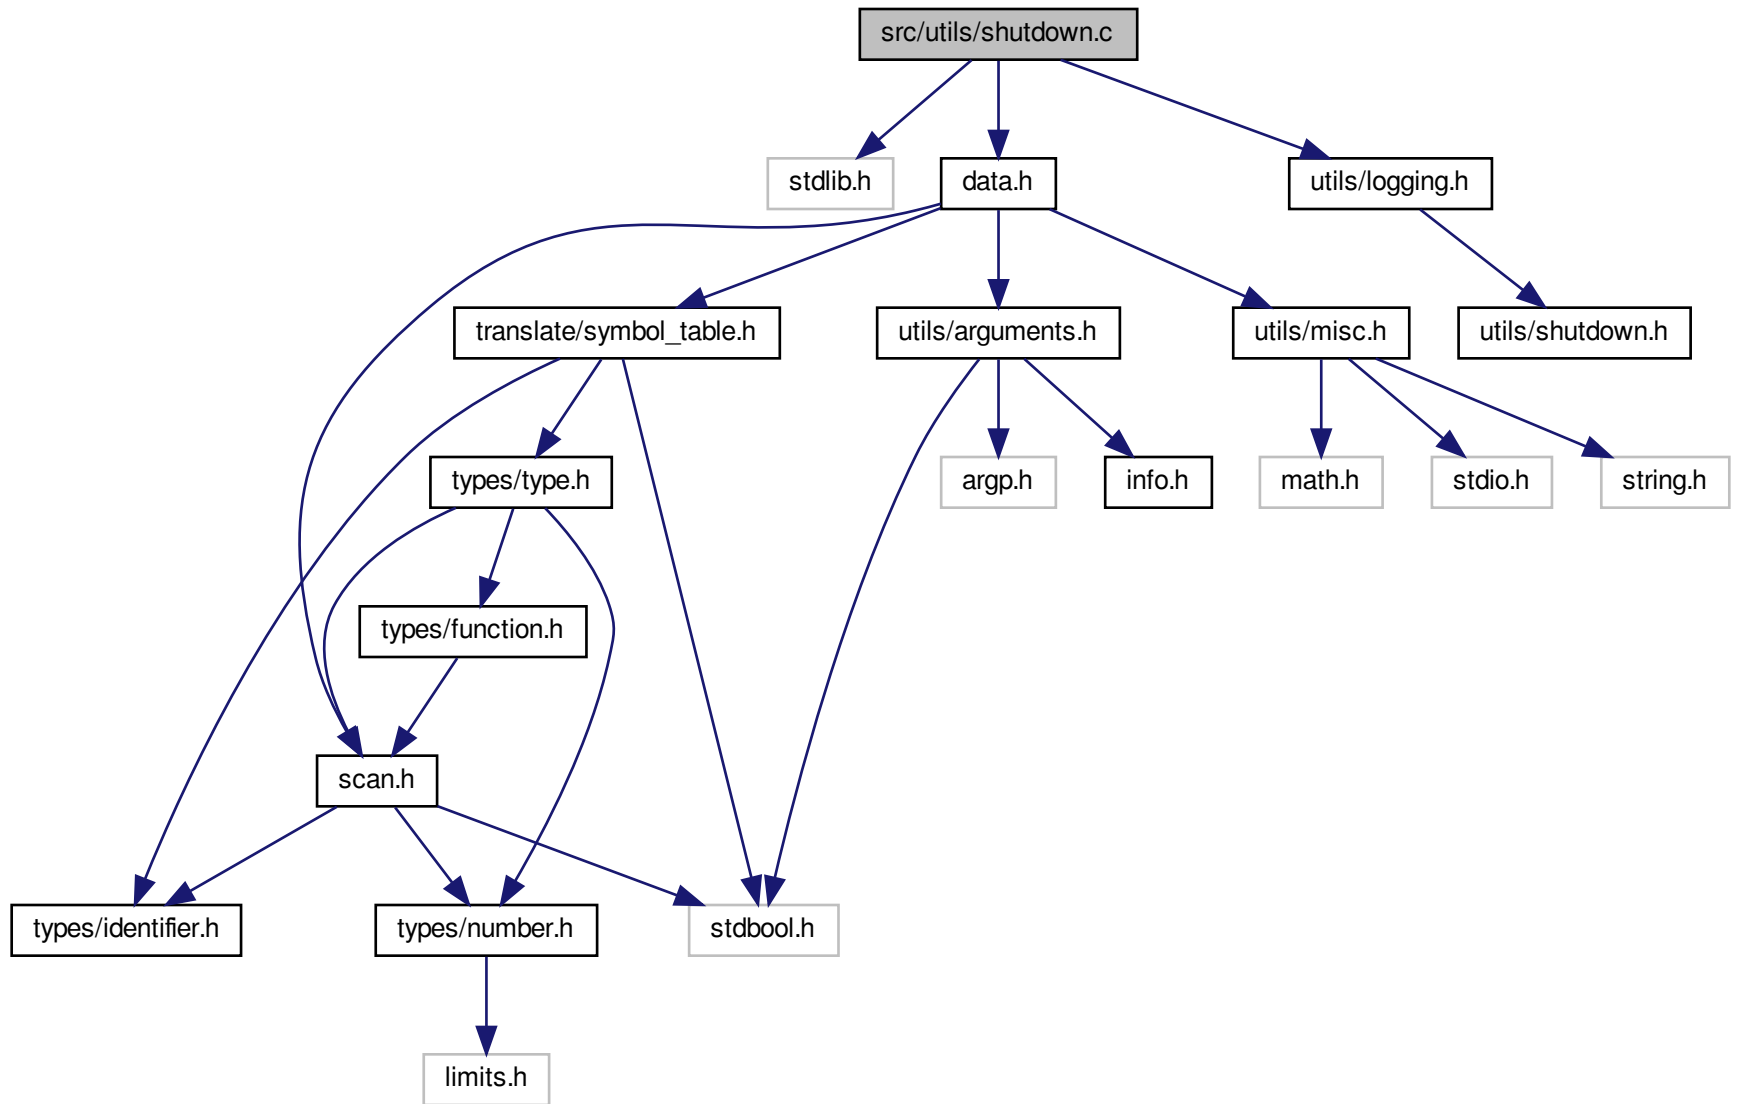 src/utils/shutdown.c
stdlib.h
data.h
utils/logging.h
translate/symbol_table.h
utils/arguments.h
utils/misc.h
utils/shutdown.h
types/type.h
argp.h
info.h
math.h
stdio.h
string.h
types/function.h
scan.h
types/identifier.h
types/number.h
stdbool.h
limits.h